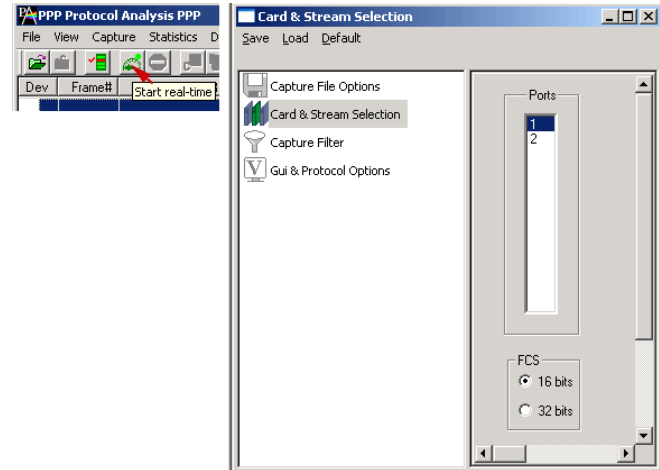 PA PPP Protocol Analysis PPP
File View Capture Statistics D
Dev Frame#
Start real-time
Card & Stream Selection
Save Load Default
Capture File Options
Card & Stream Selection
Capture Filter
V Gui & Protocol Options
Ports
1
2
FCS
16 bits
32 bits